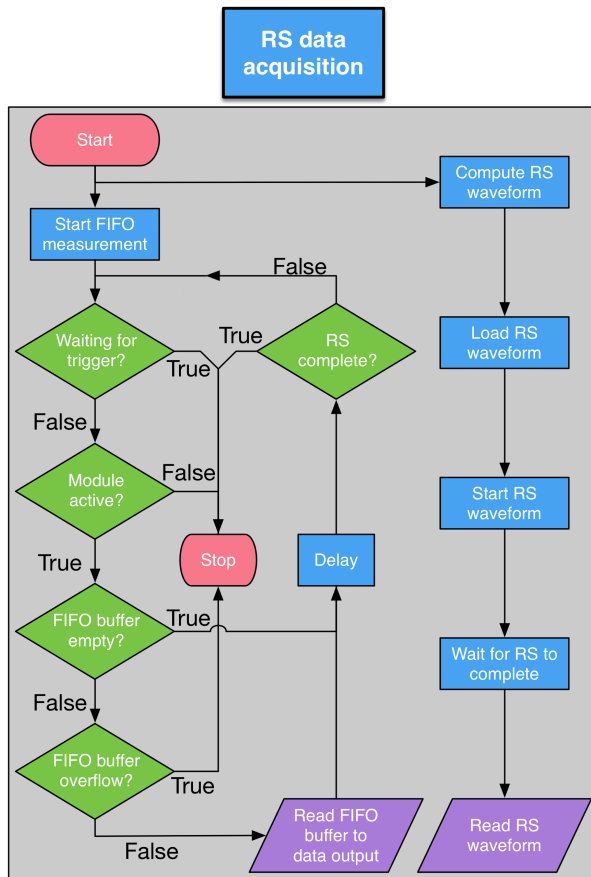 RS data
acquisition
Start
Compute RS
waveform
Start FIFO
measurement
False
Waiting for
trigger?
True
True
RS
complete?
Load RS
waveform
False
Module
active?
False
Start RS
waveform
True
Stop
Delay
FIFO buffer
empty?
True
Wait for RS to
complete
False
FIFO buffer
overflow?
True
False
Read FIFO
buffer to
data output
Read RS
waveform